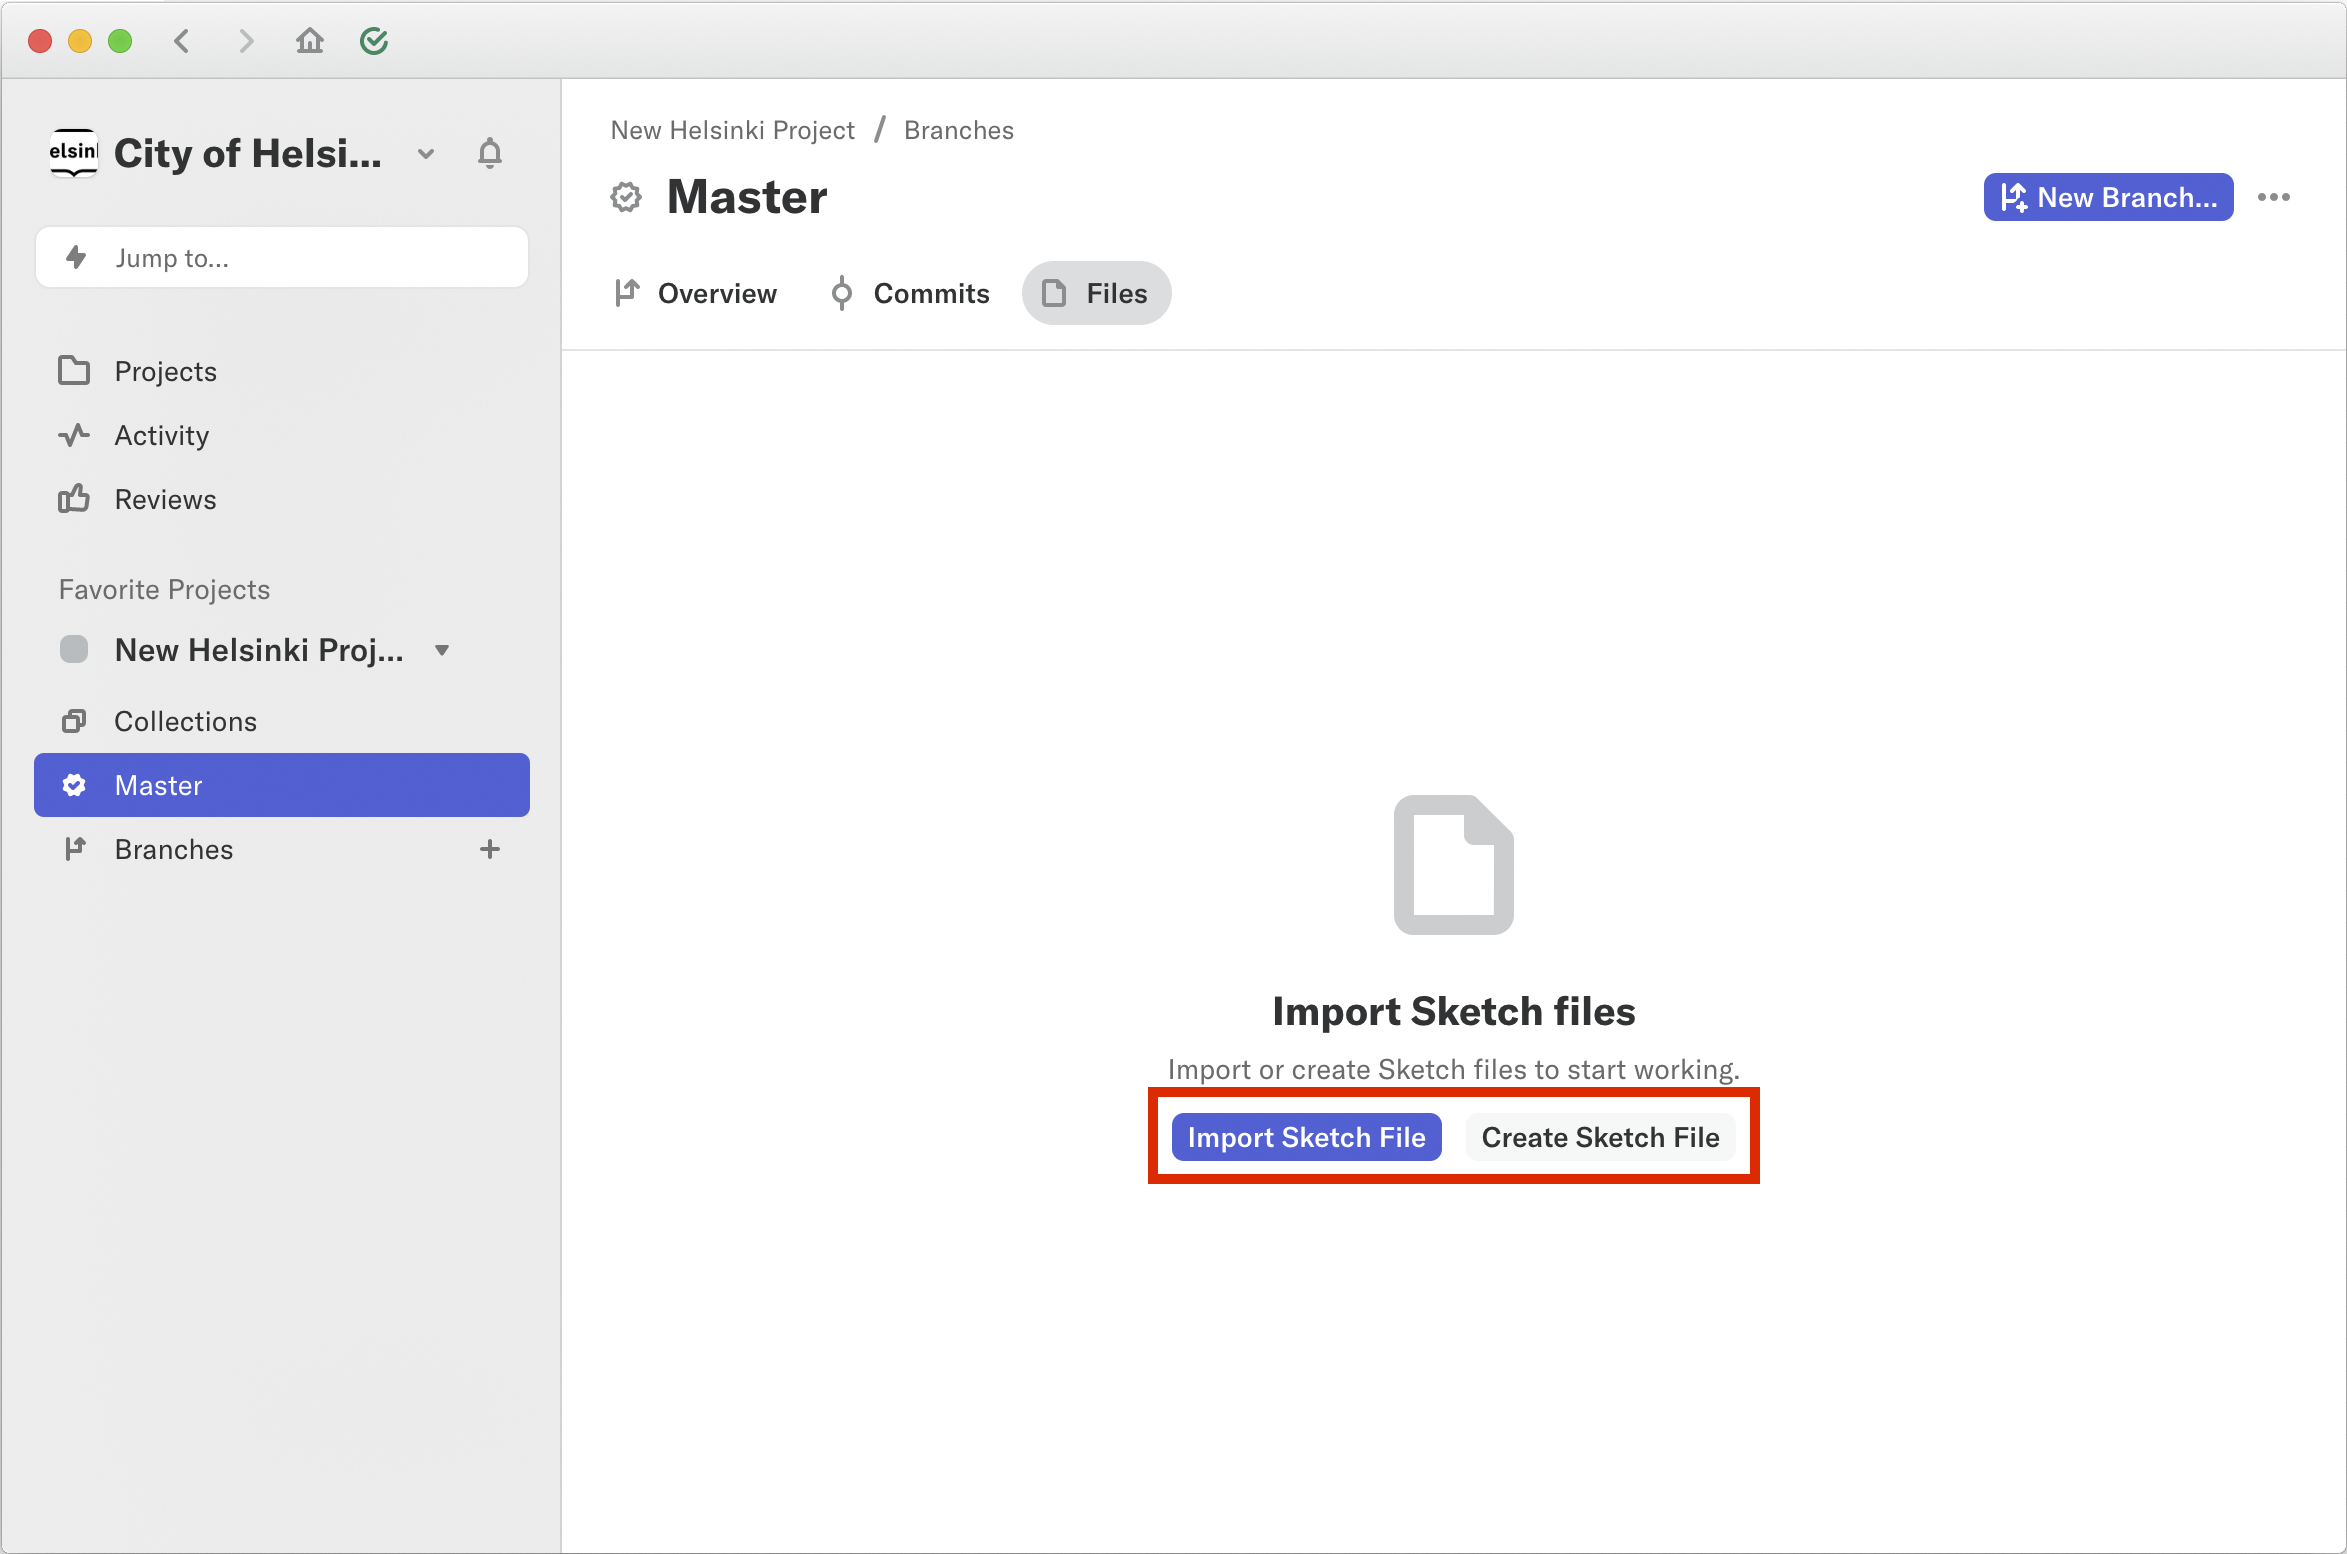 elsinl
City of Helsi...
Jump to...
Projects
Activity
Reviews
Favorite Projects
New Helsinki Proj...
Collections
Master
Branches
New Helsinki Project / Branches
Master
New Branch...
Overview
Commits
Files
Import Sketch files
Import or create Sketch files to start working.
Import Sketch File
Create Sketch File